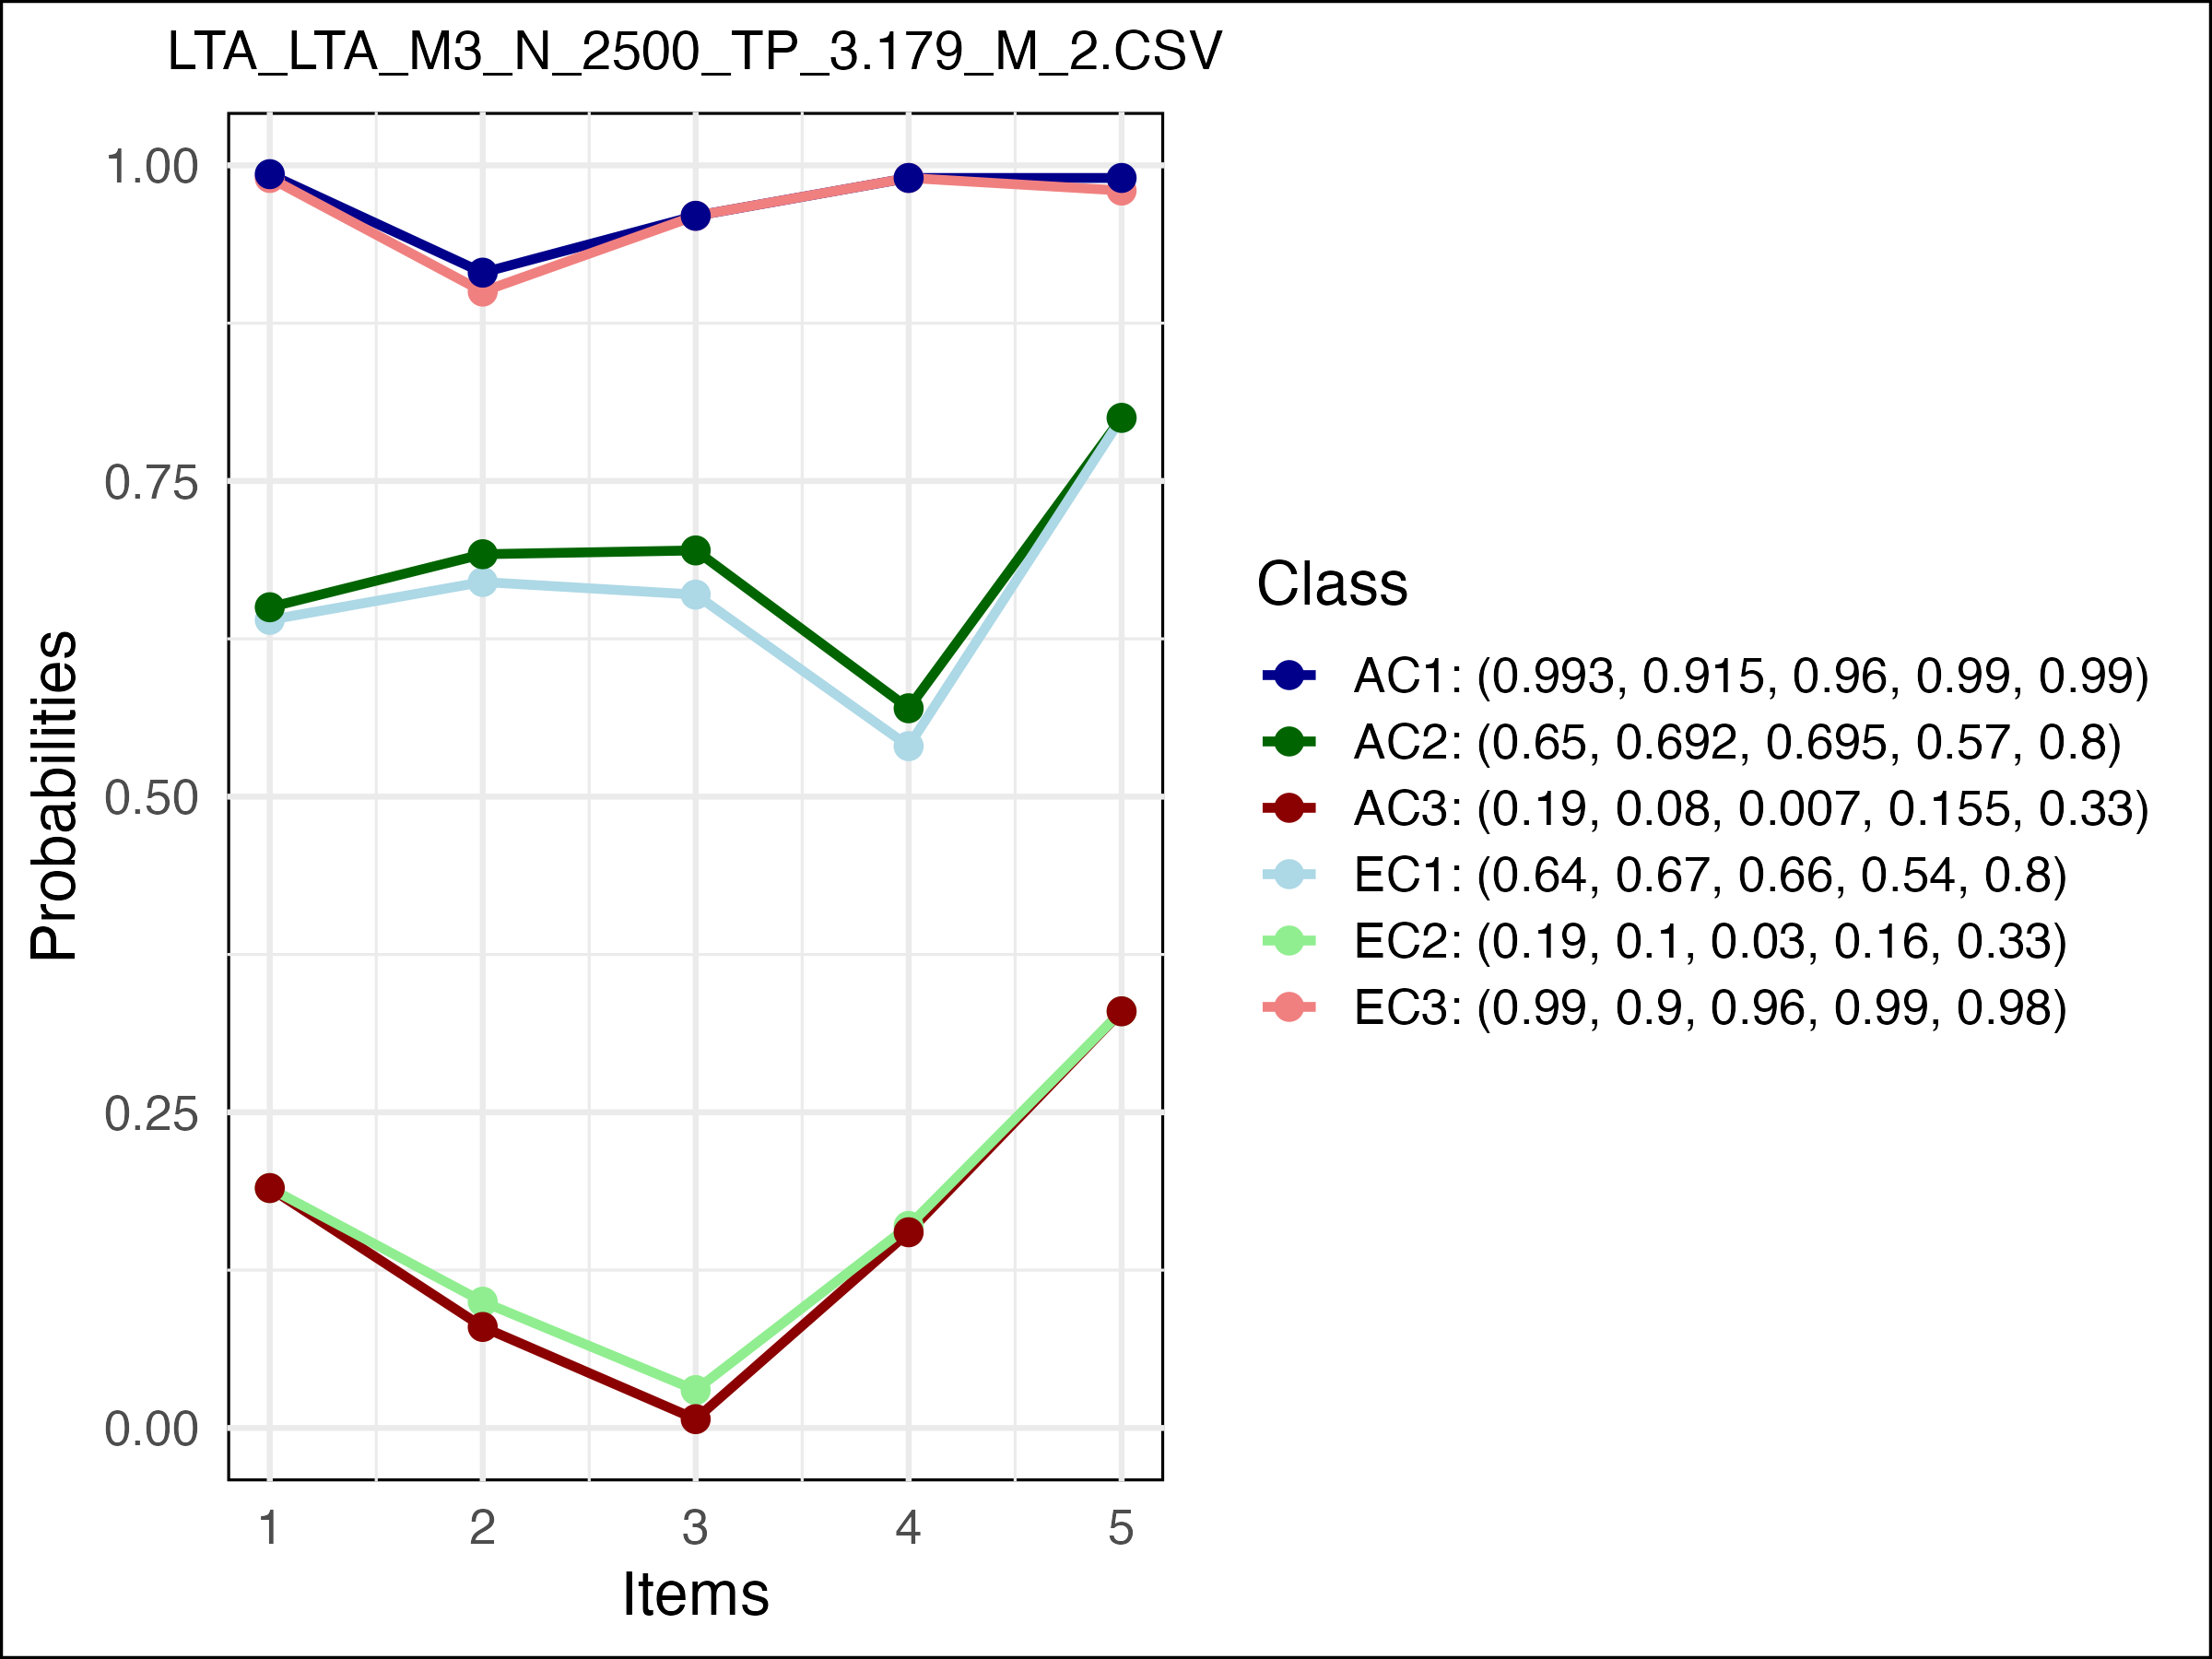 LTA_LTA_M3_N_2500_TP_3.179_M_2.CSV
1.00
0.75
0.50
0.25
0.00
Probabilities
1 2 3 4 5
Items
Class
AC1: (0.993, 0.915, 0.96, 0.99, 0.99)
AC2: (0.65, 0.692, 0.695, 0.57, 0.8)
AC3: (0.19, 0.08, 0.007, 0.155, 0.33)
EC1: (0.64, 0.67, 0.66, 0.54, 0.8)
EC2: (0.19, 0.1, 0.03, 0.16, 0.33)
EC3: (0.99, 0.9, 0.96, 0.99, 0.98)